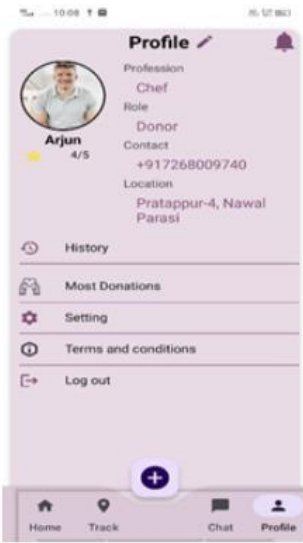 10:08
Profile
Profession
Chef
Role
Donor
Contact
+917268009740
Location
Pratappur-4, Nawal
Parasi
Arjun
4/5
History
Most Donations
Setting
Terms and conditions
Log out
Home Track Chat Profile